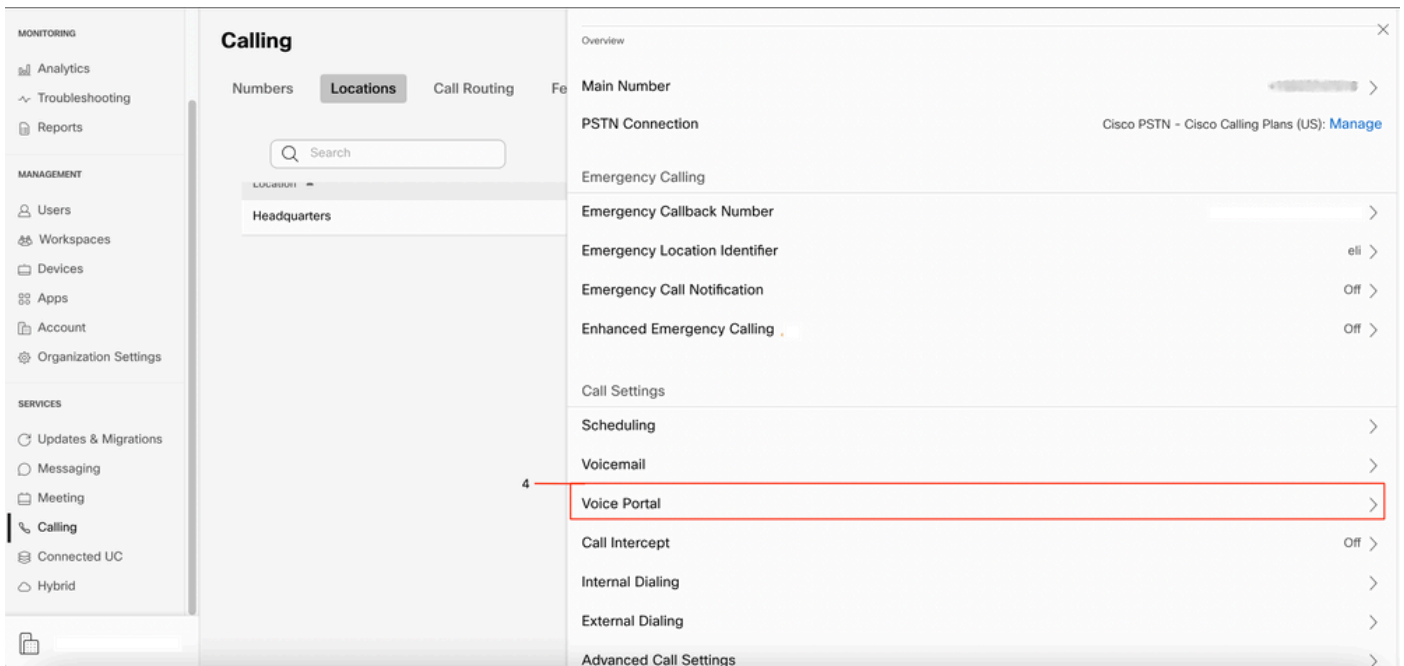 MONITORING
Analytics
Troubleshooting
Reports
MANAGEMENT
Users
Workspaces
Devices
Apps
Account
Organization Settings
SERVICES
Updates & Migrations
Messaging
Meeting
Calling
Connected UC
Hybrid
Calling
Numbers Locations Call Routing Fe
Search
Location
Headquarters
4
Overview
Main Number
PSTN Connection Cisco PSTN - Cisco Calling Plans (US): Manage
Emergency Calling
Emergency Callback Number
Emergency Location Identifier eli
Emergency Call Notification Off
Enhanced Emergency Calling Off
Call Settings
Scheduling
Voicemail
Voice Portal
Call Intercept Off
Internal Dialing
External Dialing
Advanced Call Settings